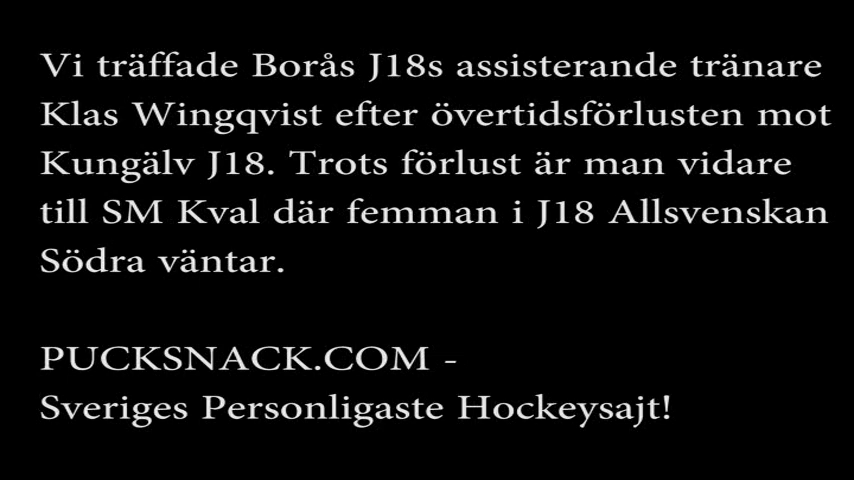 Vi träffade Borås J18s assisterande tränare
Klas Wingqvist efter övertidsförlusten mot
Kungälv J18. Trots förlust är man vidare
till SM Kval där femman i J18 Allsvenskan
Södra väntar.
PUCKSNACK.COM -
Sveriges Personligaste Hockeysajt!